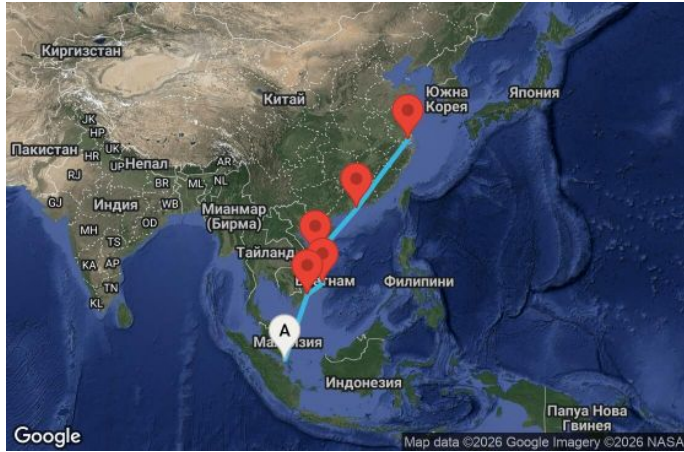 Киргизстан
Китай
Южна
Корея
Япония
JK
HP
Пакистан
HR
UK
UP
Непал
RJ
BR
AR
ML
NL
GJ
Индия
WB
Мианмар
(Бирма)
OD
MH
TS
Тайланд
KA
AP
TN
KL
Филипини
A
Индонезия
Папуа Нова
Гвинея
Google
Map data ©2026 Google Imagery ©2026 NASA